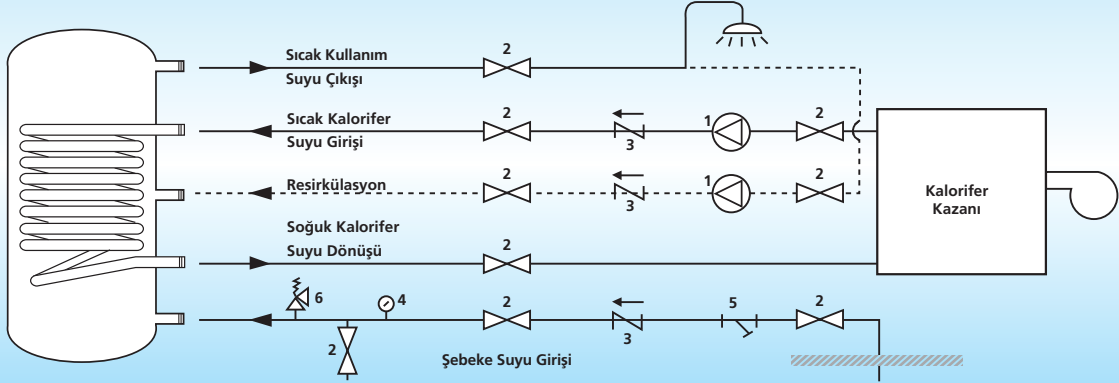 Sıcak Kullanım
Suyu Çıkışı
2
Sıcak Kalorifer
Suyu Girişi
2
3
1
2
Resirkülasyon
2
3
1
2
Kalorifer
Kazanı
Soğuk Kalorifer
Suyu Dönüşü
2
6
4
2
3
5
2
2
Şebeke Suyu Girişi